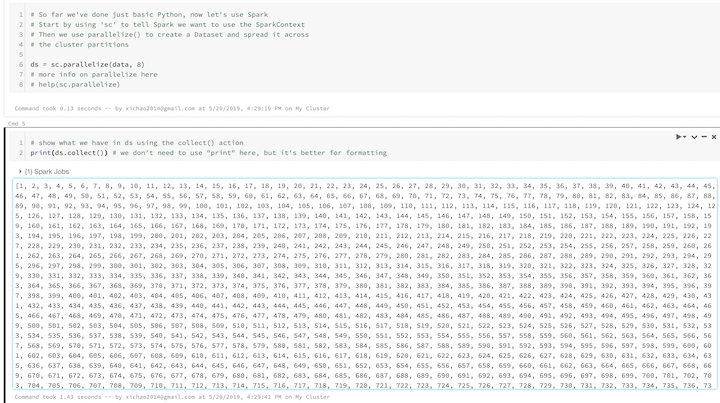 1 # So far we've done just basic Python, now let's use Spark
2 # Start by using 'sc' to tell Spark we want to use the SparkContext
3 # Then we use parallelize() to create a Dataset and spread it across
4 # the cluster partitions
5
6 ds = sc.parallelize(data, 8)
7 # more info on parallelize here
8 # help(sc.parallelize)
Command took 0.13 seconds -- by xichao2014@gmail.com at 5/20/2019, 4:29:19 PM on My Cluster
Cmd 5
1 # show what we have in ds using the collect() action
2 print(ds.collect()) # we don't need to use "print" here, but it's better for formatting
(1) Spark Jobs
[1, 2, 3, 4, 5, 6, 7, 8, 9, 10, 11, 12, 13, 14, 15, 16, 17, 18, 19, 20, 21, 22, 23, 24, 25, 26, 27, 28, 29, 30, 31, 32, 33, 34, 35, 36, 37, 38, 39, 40, 41, 42, 43, 44, 45,
46, 47, 48, 49, 50, 51, 52, 53, 54, 55, 56, 57, 58, 59, 60, 61, 62, 63, 64, 65, 66, 67, 68, 69, 70, 71, 72, 73, 74, 75, 76, 77, 78, 79, 80, 81, 82, 83, 84, 85, 86, 87, 88,
89, 90, 91, 92, 93, 94, 95, 96, 97, 98, 99, 100, 101, 102, 103, 104, 105, 106, 107, 108, 109, 110, 111, 112, 113, 114, 115, 116, 117, 118, 119, 120, 121, 122, 123, 124, 12
5, 126, 127, 128, 129, 130, 131, 132, 133, 134, 135, 136, 137, 138, 139, 140, 141, 142, 143, 144, 145, 146, 147, 148, 149, 150, 151, 152, 153, 154, 155, 156, 157, 158, 15
9, 160, 161, 162, 163, 164, 165, 166, 167, 168, 169, 170, 171, 172, 173, 174, 175, 176, 177, 178, 179, 180, 181, 182, 183, 184, 185, 186, 187, 188, 189, 190, 191, 192, 19
3, 194, 195, 196, 197, 198, 199, 200, 201, 202, 203, 204, 205, 206, 207, 208, 209, 210, 211, 212, 213, 214, 215, 216, 217, 218, 219, 220, 221, 222, 223, 224, 225, 226, 22
7, 228, 229, 230, 231, 232, 233, 234, 235, 236, 237, 238, 239, 240, 241, 242, 243, 244, 245, 246, 247, 248, 249, 250, 251, 252, 253, 254, 255, 256, 257, 258, 259, 260, 26
1, 262, 263, 264, 265, 266, 267, 268, 269, 270, 271, 272, 273, 274, 275, 276, 277, 278, 279, 280, 281, 282, 283, 284, 285, 286, 287, 288, 289, 290, 291, 292, 293, 294, 29
5, 296, 297, 298, 299, 300, 301, 302, 303, 304, 305, 306, 307, 308, 309, 310, 311, 312, 313, 314, 315, 316, 317, 318, 319, 320, 321, 322, 323, 324, 325, 326, 327, 328, 32
9, 330, 331, 332, 333, 334, 335, 336, 337, 338, 339, 340, 341, 342, 343, 344, 345, 346, 347, 348, 349, 350, 351, 352, 353, 354, 355, 356, 357, 358, 359, 360, 361, 362, 36
3, 364, 365, 366, 367, 368, 369, 370, 371, 372, 373, 374, 375, 376, 377, 378, 379, 380, 381, 382, 383, 384, 385, 386, 387, 388, 389, 390, 391, 392, 393, 394, 395, 396, 39
7, 398, 399, 400, 401, 402, 403, 404, 405, 406, 407, 408, 409, 410, 411, 412, 413, 414, 415, 416, 417, 418, 419, 420, 421, 422, 423, 424, 425, 426, 427, 428, 429, 430, 43
1, 432, 433, 434, 435, 436, 437, 438, 439, 440, 441, 442, 443, 444, 445, 446, 447, 448, 449, 450, 451, 452, 453, 454, 455, 456, 457, 458, 459, 460, 461, 462, 463, 464, 46
5, 466, 467, 468, 469, 470, 471, 472, 473, 474, 475, 476, 477, 478, 479, 480, 481, 482, 483, 484, 485, 486, 487, 488, 489, 490, 491, 492, 493, 494, 495, 496, 497, 498, 49
9, 500, 501, 502, 503, 504, 505, 506, 507, 508, 509, 510, 511, 512, 513, 514, 515, 516, 517, 518, 519, 520, 521, 522, 523, 524, 525, 526, 527, 528, 529, 530, 531, 532, 53
3, 534, 535, 536, 537, 538, 539, 540, 541, 542, 543, 544, 545, 546, 547, 548, 549, 550, 551, 552, 553, 554, 555, 556, 557, 558, 559, 560, 561, 562, 563, 564, 565, 566, 56
7, 568, 569, 570, 571, 572, 573, 574, 575, 576, 577, 578, 579, 580, 581, 582, 583, 584, 585, 586, 587, 588, 589, 590, 591, 592, 593, 594, 595, 596, 597, 598, 599, 600, 60
1, 602, 603, 604, 605, 606, 607, 608, 609, 610, 611, 612, 613, 614, 615, 616, 617, 618, 619, 620, 621, 622, 623, 624, 625, 626, 627, 628, 629, 630, 631, 632, 633, 634, 63
5, 636, 637, 638, 639, 640, 641, 642, 643, 644, 645, 646, 647, 648, 649, 650, 651, 652, 653, 654, 655, 656, 657, 658, 659, 660, 661, 662, 663, 664, 665, 666, 667, 668, 66
9, 670, 671, 672, 673, 674, 675, 676, 677, 678, 679, 680, 681, 682, 683, 684, 685, 686, 687, 688, 689, 690, 691, 692, 693, 694, 695, 696, 697, 698, 699, 700, 701, 702, 70
3, 704, 705, 706, 707, 708, 709, 710, 711, 712, 713, 714, 715, 716, 717, 718, 719, 720, 721, 722, 723, 724, 725, 726, 727, 728, 729, 730, 731, 732, 733, 734, 735, 736, 73
Command took 1.43 seconds -- by xichao2014@gmail.com at 5/20/2019, 4:29:41 PM on My Cluster